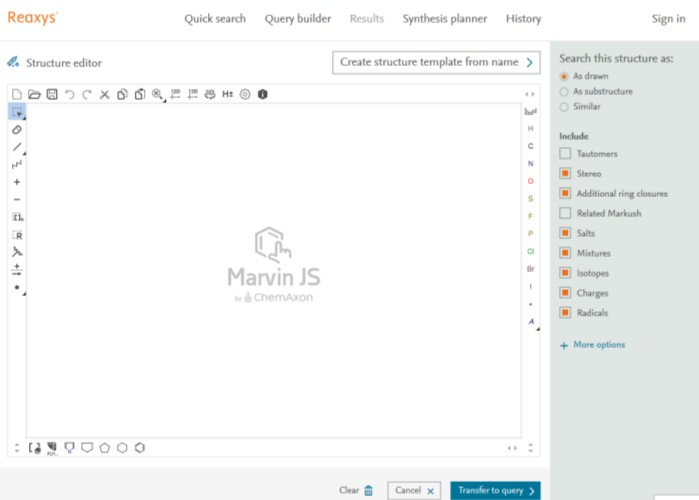 Reaxys
Quick search Query builder Results Synthesis planner History Sign in
Structure editor
Create structure template from name
Search this structure as:
As drawn
As substructure
Similar
Include
Tautomers
Stereo
Additional ring closures
Related Markush
Salts
Mixtures
Isotopes
Charges
Radicals
More options
H±
H
C
N
O
S
F
P
Cl
Br
I
A
R
Marvin JS
by ChemAxon
Clear Cancel Transfer to query